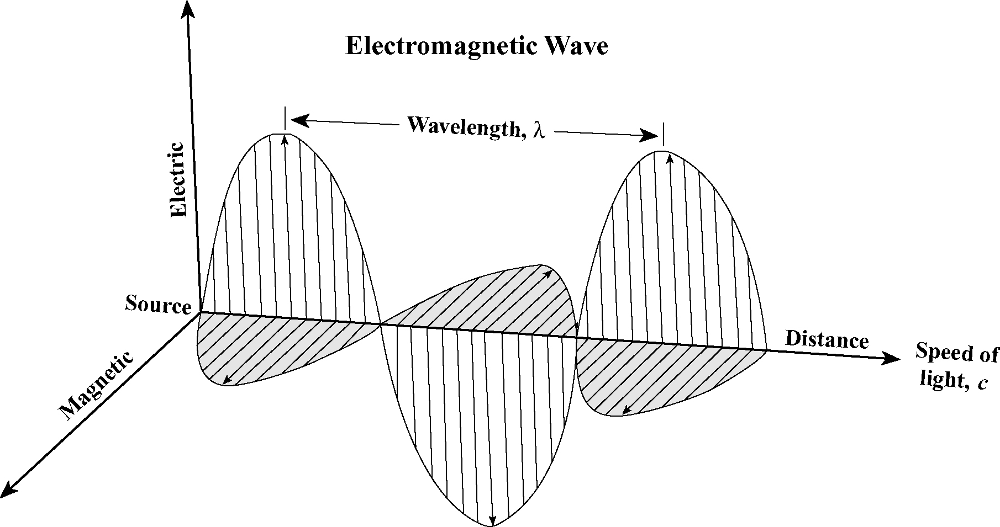 Electromagnetic Wave
Wavelength, λ
Electric
Source
Magnetic
Distance
Speed of
light, c